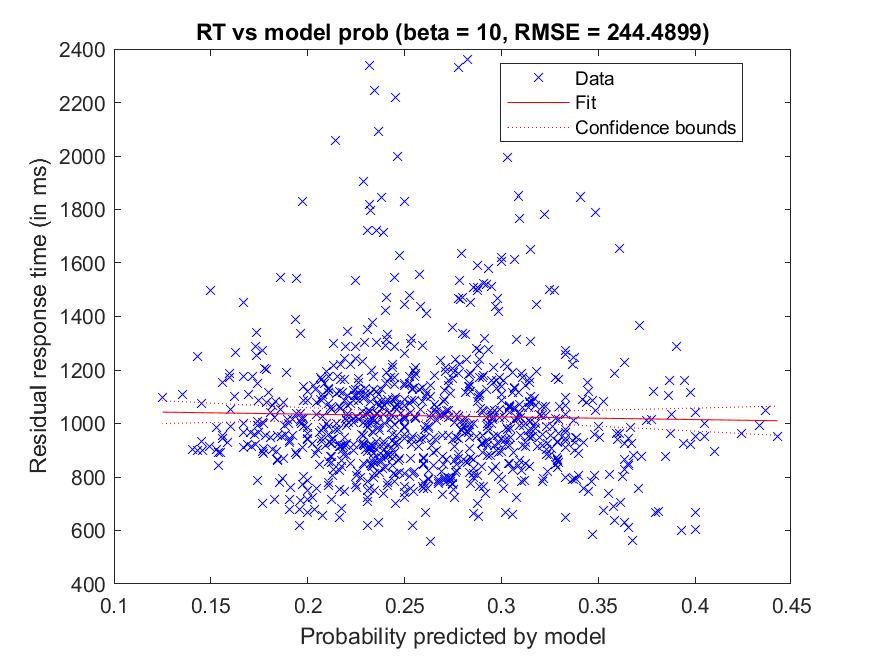 RT vs model prob (beta = 10, RMSE = 244.4899)
2400
2200
2000
1800
1600
1400
1200
1000
800
600
400
Residual response time (in ms)
Data
Fit
Confidence bounds
0.1 0.15 0.2 0.25 0.3 0.35 0.4 0.45
Probability predicted by model